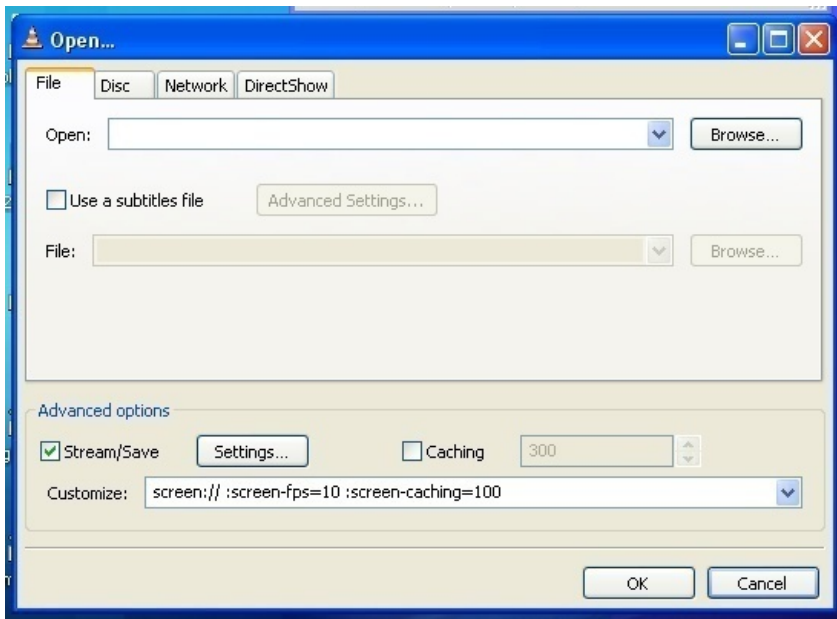 Open...
File Disc Network DirectShow
Open: Browse...
Use a subtitles file Advanced Settings...
File: Browse...
Advanced options
Stream/Save Settings... Caching 300
Customize: screen:// :screen-fps=10 :screen-caching=100
OK Cancel